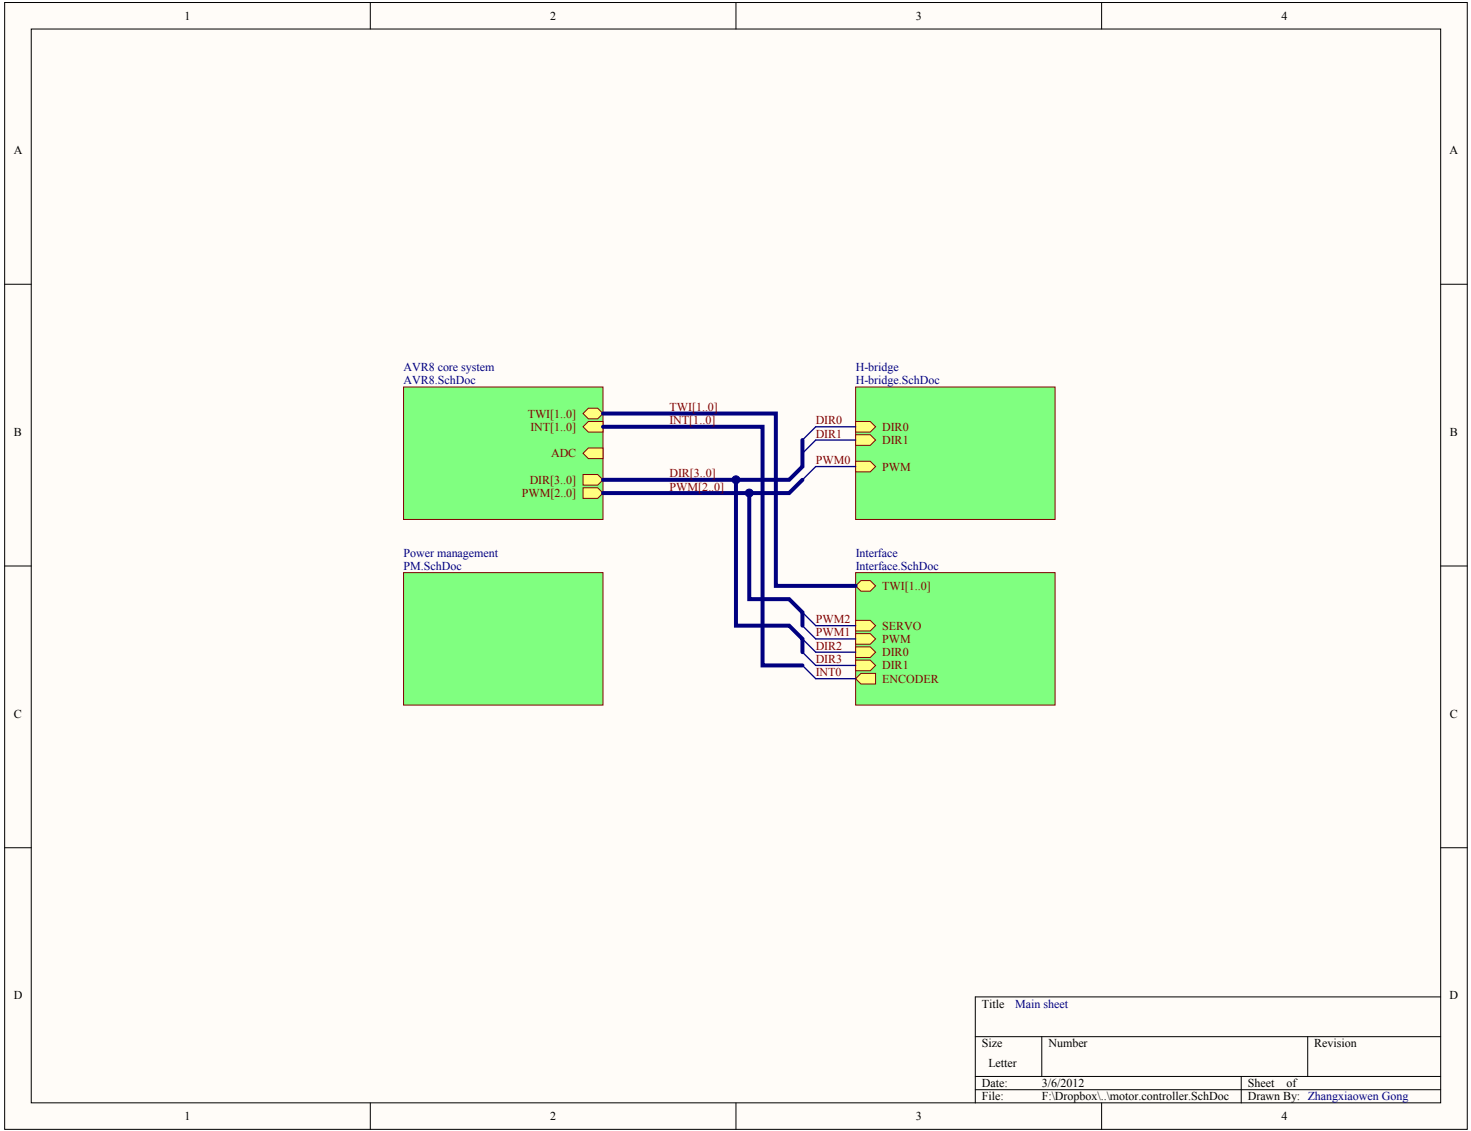 1 2 3 4
A A
AVR8 core system
AVR8.SchDoc
H-bridge
H-bridge.SchDoc
TWI[1..0] TWI[1..0]
INT[1..0] INT[1..0]
DIR0 DIR0
DIR1 DIR1
B B
ADC
PWM0 PWM
DIR[3..0] DIR[3..0]
PWM[2..0] PWM[2..0]
Power management
PM.SchDoc
Interface
Interface.SchDoc
TWI[1..0]
PWM2 SERVO
PWM1 PWM
DIR2 DIR0
DIR3 DIR1
INT0 ENCODER
C C
D D
Title Main sheet
Size Number Revision
Letter
Date: 3/6/2012 Sheet of
File: F:\Dropbox\..\motor.controller.SchDoc Drawn By: Zhangxiaowen Gong
1 2 3 4